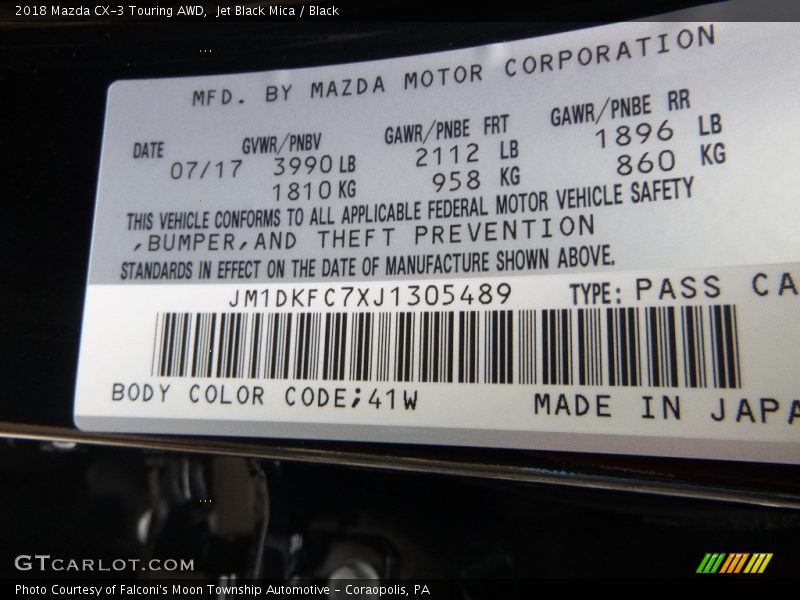 2018 Mazda CX-3 Touring AWD, Jet Black Mica / Black
MFD. BY MAZDA MOTOR CORPORATION
DATE GVWR/PNBV GAWR/PNBE FRT GAWR/PNBE RR
07/17 3990 LB 2112 LB 1896 LB
1810 KG 958 KG 860 KG
THIS VEHICLE CONFORMS TO ALL APPLICABLE FEDERAL MOTOR VEHICLE SAFETY
,BUMPER,AND THEFT PREVENTION
STANDARDS IN EFFECT ON THE DATE OF MANUFACTURE SHOWN ABOVE.
JM1DKFC7XJ1305489 TYPE: PASS CA
BODY COLOR CODE;41W MADE IN JAPA
GTCARLOT.COM
Photo Courtesy of Falconi's Moon Township Automotive - Coraopolis, PA